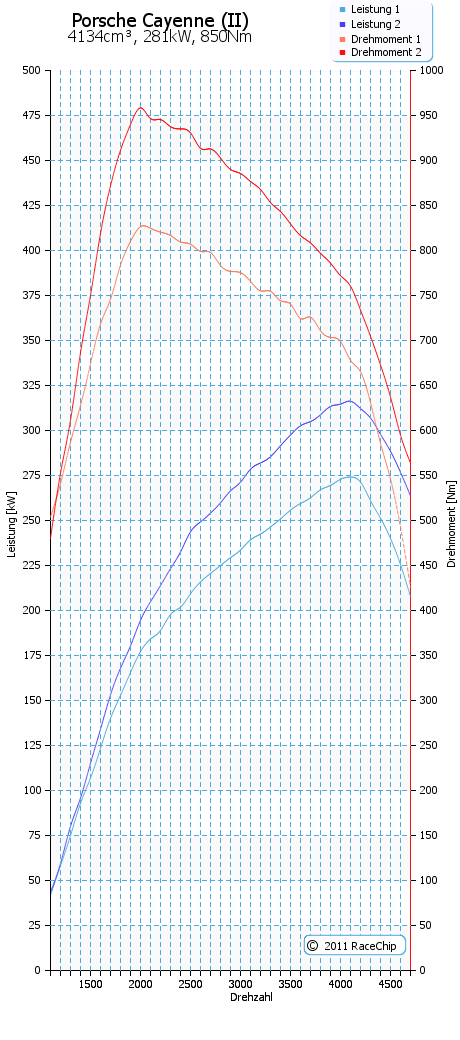 Porsche Cayenne (II)
4134cm³, 281kW, 850Nm
Leistung 1
Leistung 2
Drehmoment 1
Drehmoment 2
500 1000
475 950
450 900
425 850
400 800
375 750
350 700
325 650
300 600
275 550
250 500
225 450
200 400
175 350
150 300
125 250
100 200
75 150
50 100
25 50
0 0
Leistung [kW]
Drehmoment [Nm]
© 2011 RaceChip
1500 2000 2500 3000 3500 4000 4500
Drehzahl